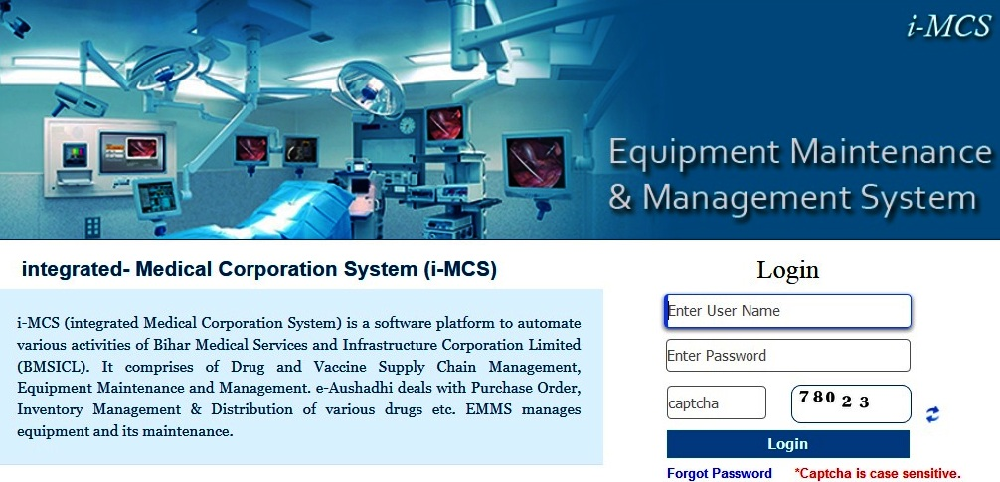 i-MCS
Equipment Maintenance
& Management System
integrated- Medical Corporation System (i-MCS)
i-MCS (integrated Medical Corporation System) is a software platform to automate
various activities of Bihar Medical Services and Infrastructure Corporation Limited
(BMSICL). It comprises of Drug and Vaccine Supply Chain Management,
Equipment Maintenance and Management. e-Aushadhi deals with Purchase Order,
Inventory Management & Distribution of various drugs etc. EMMS manages
equipment and its maintenance.
Login
Enter User Name
Enter Password
captcha
78023
Login
Forgot Password
*Captcha is case sensitive.